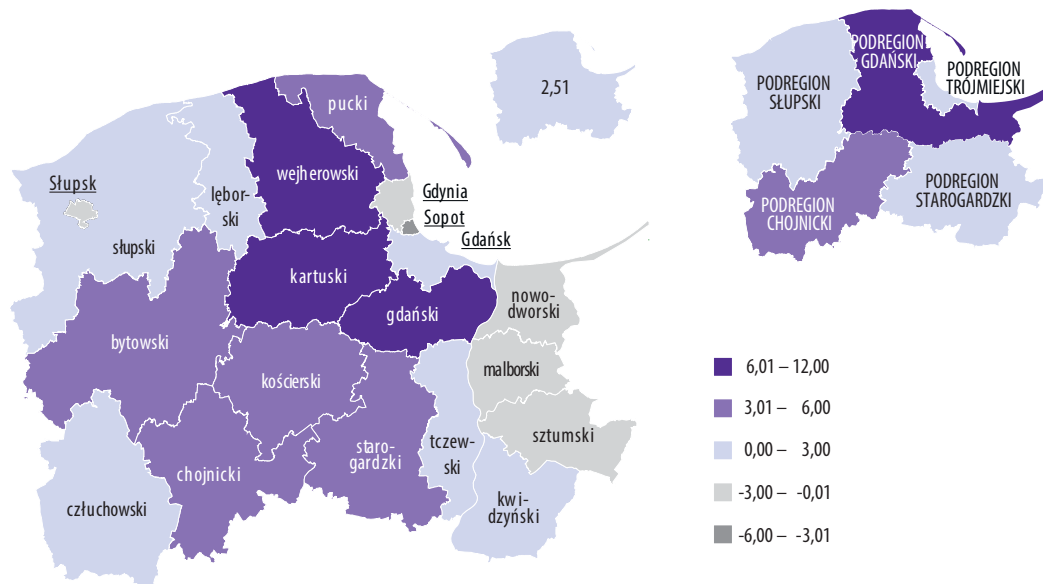 2,51
PODREGION
GDAŃSKI
PODREGION
TRÓJMIEJSKI
PODREGION
SŁUPSKI
PODREGION
STAROGARDZKI
PODREGION
CHOJNICKI
pucki
wejherowski
Słupsk
lębor-
ski
Gdynia
Sopot
Gdańsk
słupski
kartuski
gdański
nowo-
dworski
bytowski
kościerski
malborski
sztumski
staro-
gardzki
tczew-
ski
chojnicki
człuchowski
kwi-
dzyński
6,01 – 12,00
3,01 – 6,00
0,00 – 3,00
-3,00 – -0,01
-6,00 – -3,01